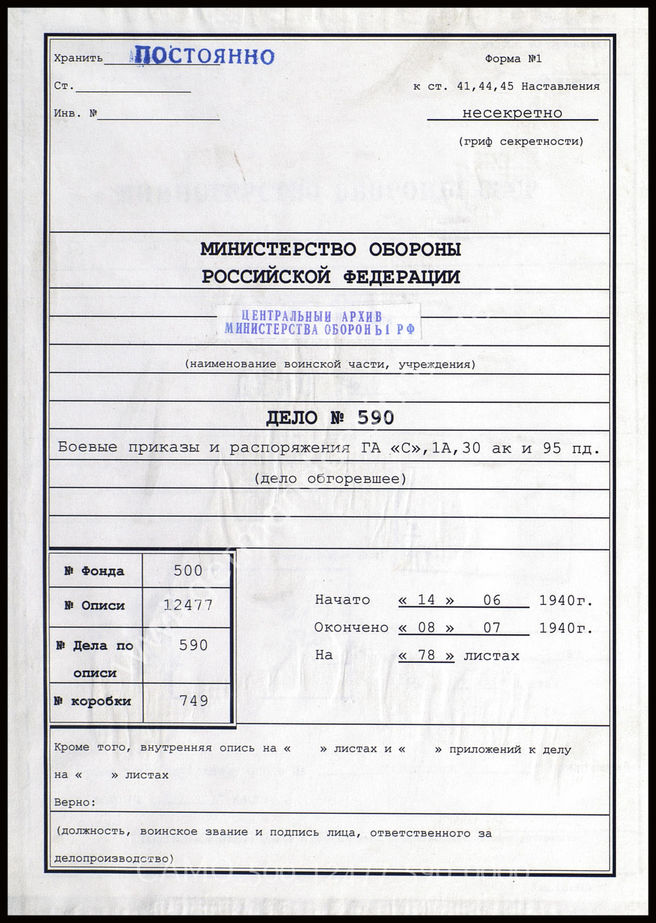 Хранить ПОСТОЯННО
Форма №1
Ст.
к ст. 41,44,45 Наставления
Инв. №
несекретно
(гриф секретности)
МИНИСТЕРСТВО ОБОРОНЫ
РОССИЙСКОЙ ФЕДЕРАЦИИ
ЦЕНТРАЛЬНЫЙ АРХИВ
МИНИСТЕРСТВА ОБОРОНЫ РФ
(наименование воинской части, учреждения)
ДЕЛО № 590
Боевые приказы и распоряжения ГА «С»,1А,30 ак и 95 пд.
(дело обгоревшее)
№ Фонда 500
№ Описи 12477
№ Дела по описи 590
№ коробки 749
Начато « 14 » 06 1940г.
Окончено « 08 » 07 1940г.
На « 78 » листах
Кроме того, внутренняя опись на « » листах и « » приложений к делу
на « » листах
Верно:
(должность, воинское звание и подпись лица, ответственного за
делопроизводство)